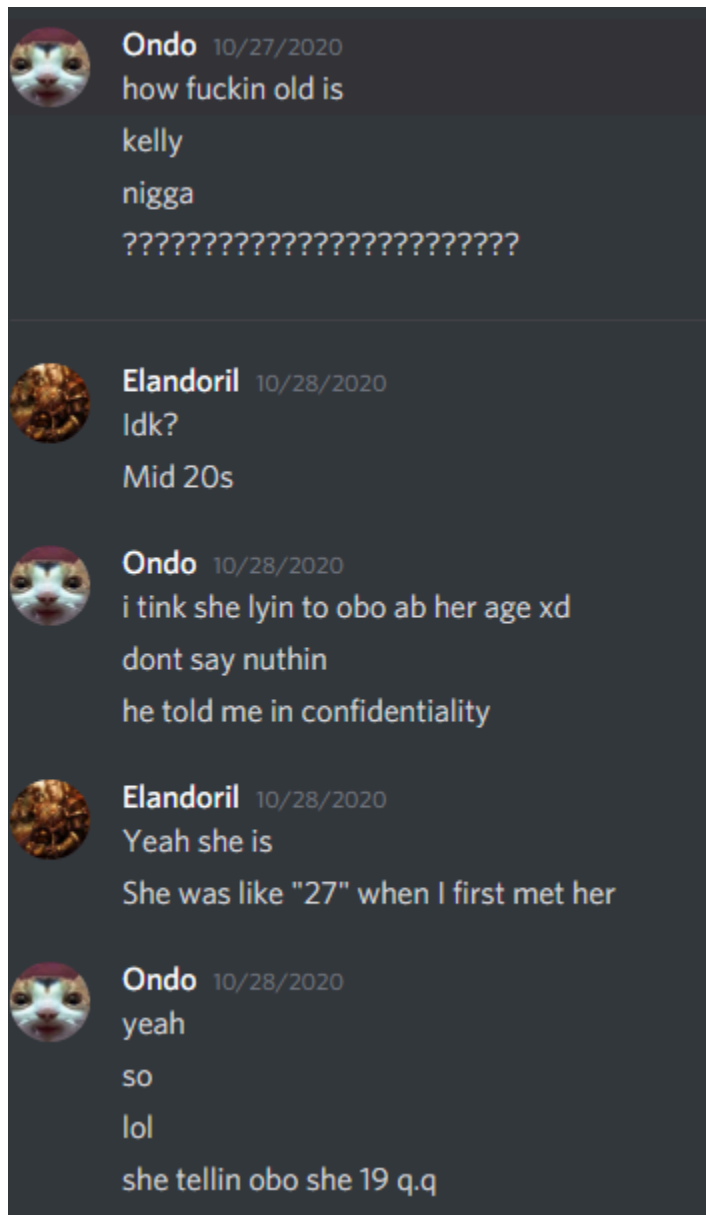 Ondo 10/27/2020
how fuckin old is
kelly
nigga
?????????????????????????
Elandoril 10/28/2020
Idk?
Mid 20s
Ondo 10/28/2020
i tink she lyin to obo ab her age xd
dont say nuthin
he told me in confidentiality
Elandoril 10/28/2020
Yeah she is
She was like "27" when I first met her
Ondo 10/28/2020
yeah
so
lol
she tellin obo she 19 q.q